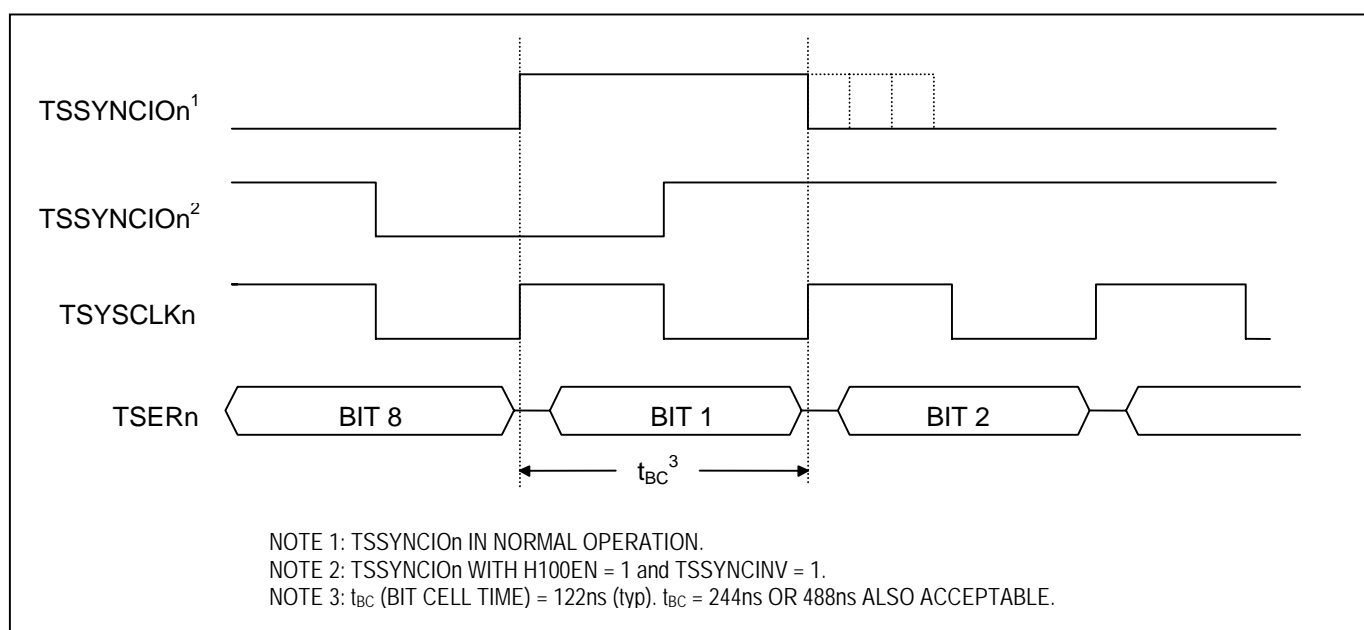 TSSYNCIOn¹
TSSYNCIOn²
TSYSCLKn
TSERn
BIT 8
BIT 1
BIT 2
tBC³
NOTE 1: TSSYNCIOn IN NORMAL OPERATION.
NOTE 2: TSSYNCIOn WITH H100EN = 1 and TSSYNCINV = 1.
NOTE 3: tBC (BIT CELL TIME) = 122ns (typ). tBC = 244ns OR 488ns ALSO ACCEPTABLE.